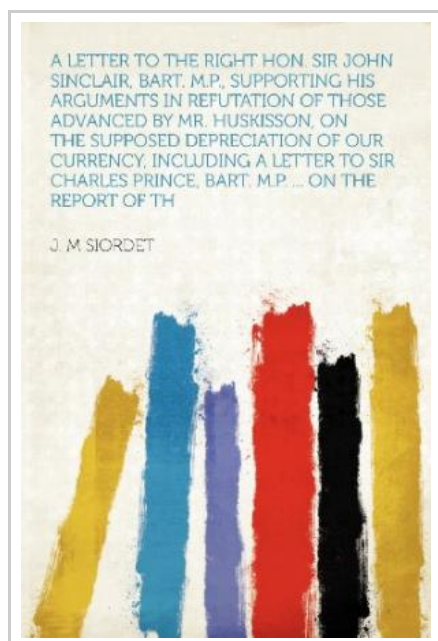 A LETTER TO THE RIGHT HON. SIR JOHN
SINCLAIR, BART. M.P., SUPPORTING HIS
ARGUMENTS IN REFUTATION OF THOSE
ADVANCED BY MR. HUSKISSON, ON
THE SUPPOSED DEPRECIATION OF OUR
CURRENCY, INCLUDING A LETTER TO SIR
CHARLES PRINCE, BART. M.P. ... ON THE
REPORT OF TH
J. M SIORDET